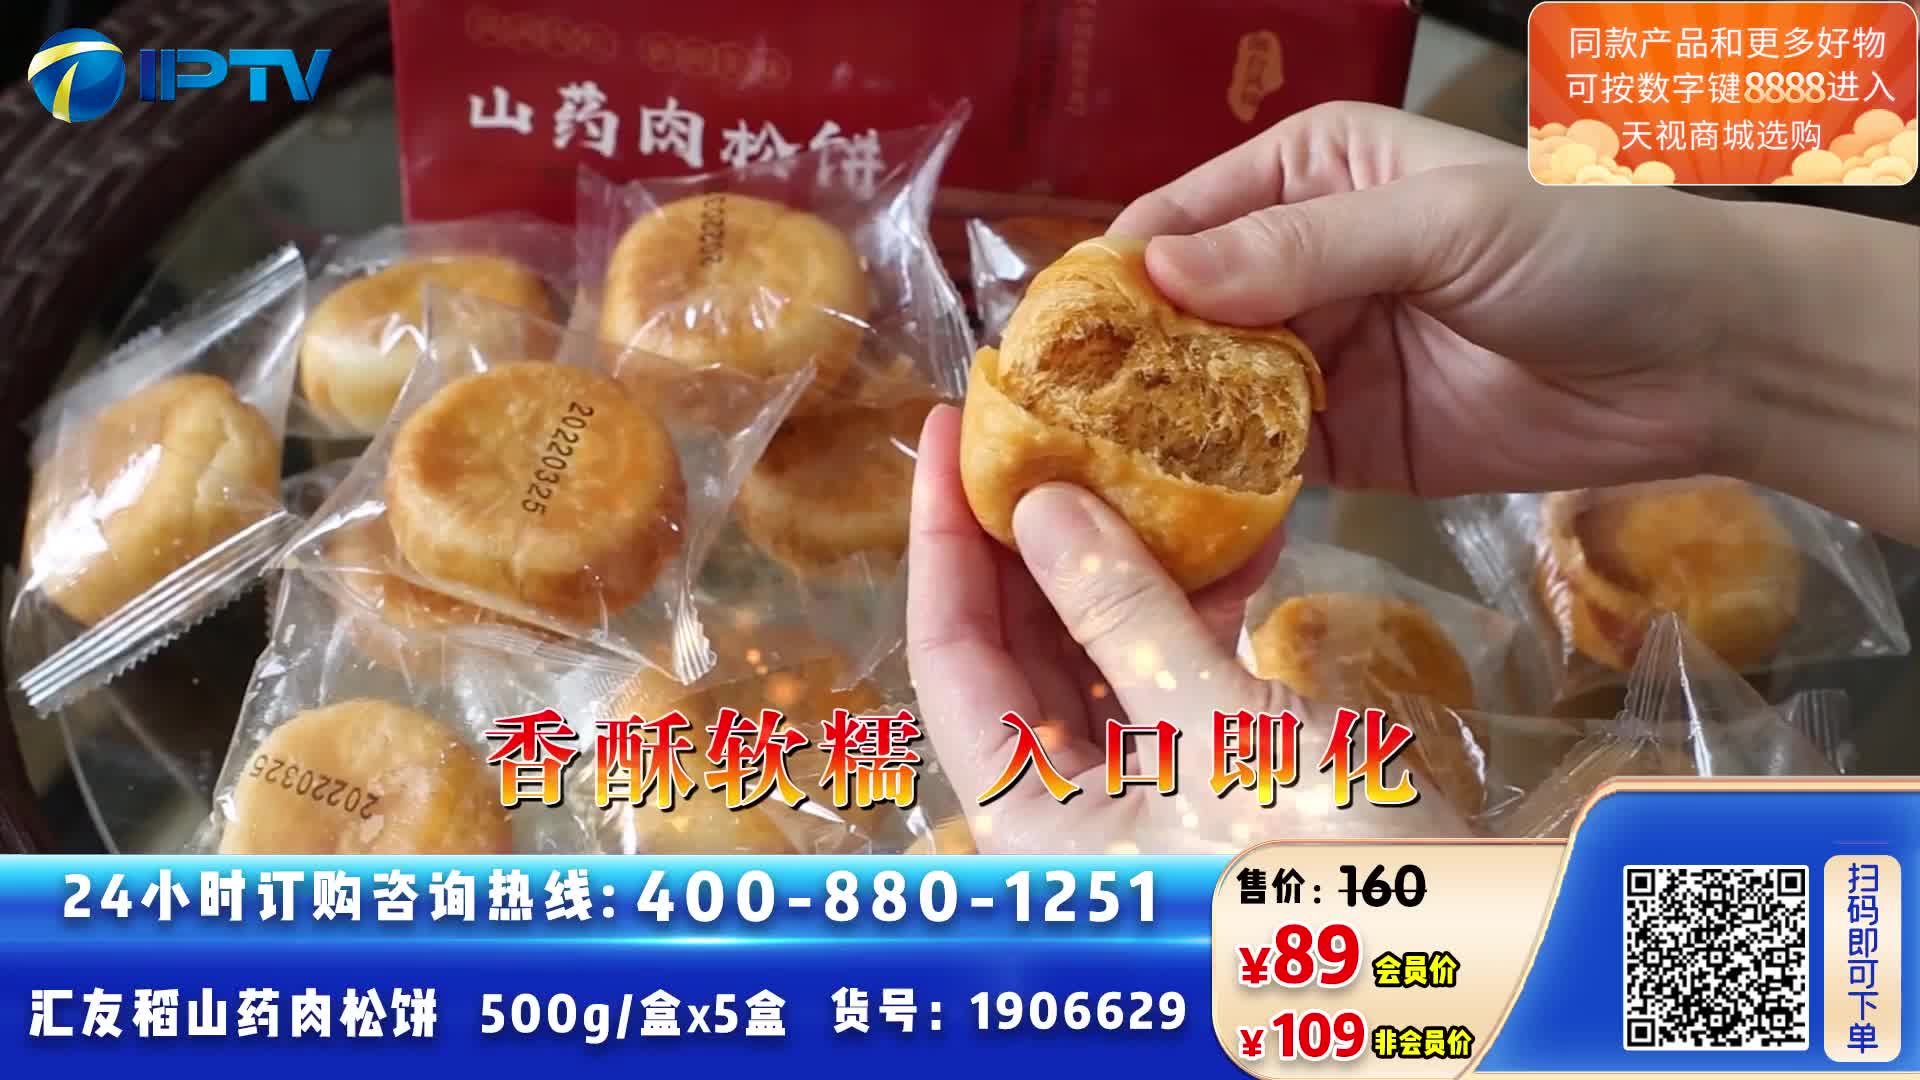 IPTV
同款产品和更多好物
可按数字键8888进入
天视商城选购
山药肉松饼
20220325
20220325
香酥软糯 入口即化
24小时订购咨询热线:400-880-1251
汇友稻山药肉松饼 500g/盒x5盒 货号:1906629
售价:160
¥89 会员价
¥109 非会员价
扫码即可下单